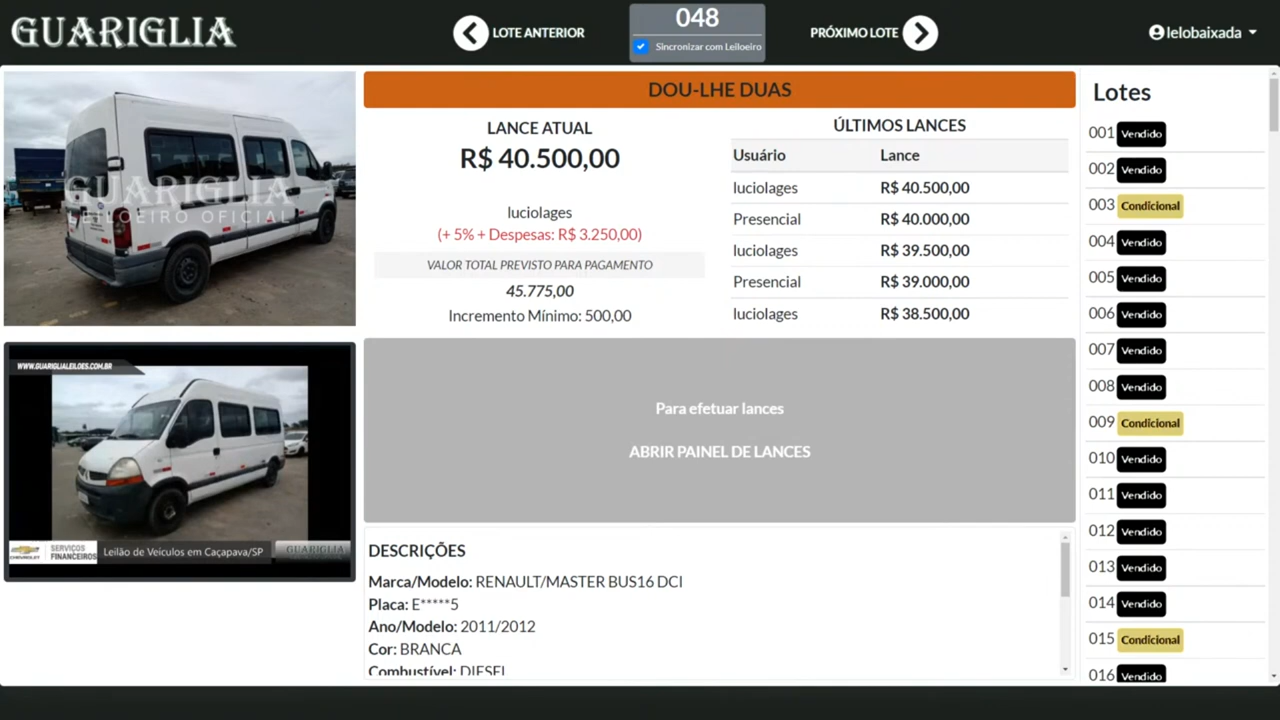 GUARIGLIA
LOTE ANTERIOR
048
Sincronizar com Leiloeiro
PRÓXIMO LOTE
lelobaixada
GUARIGLIA
LEILOEIRO OFICIAL
DOU-LHE DUAS
LANCE ATUAL
R$ 40.500,00
luciolages
(+ 5% + Despesas: R$ 3.250,00)
VALOR TOTAL PREVISTO PARA PAGAMENTO
45.775,00
Incremento Mínimo: 500,00
ÚLTIMOS LANCES
Usuário Lance
luciolages R$ 40.500,00
Presencial R$ 40.000,00
luciolages R$ 39.500,00
Presencial R$ 39.000,00
luciolages R$ 38.500,00
WWW.GUARIGLIALEILOES.COM.BR
CHEVROLET
SERVIÇOS
FINANCEIROS
Leilão de Veiculos em Caçapava/SP
GUARIGLIA
Para efetuar lances
ABRIR PAINEL DE LANCES
DESCRIÇÕES
Marca/Modelo: RENAULT/MASTER BUS16 DCI
Placa: E*****5
Ano/Modelo: 2011/2012
Cor: BRANCA
Combustível: DIESEL
Lotes
001 Vendido
002 Vendido
003 Condicional
004 Vendido
005 Vendido
006 Vendido
007 Vendido
008 Vendido
009 Condicional
010 Vendido
011 Vendido
012 Vendido
013 Vendido
014 Vendido
015 Condicional
016 Vendido